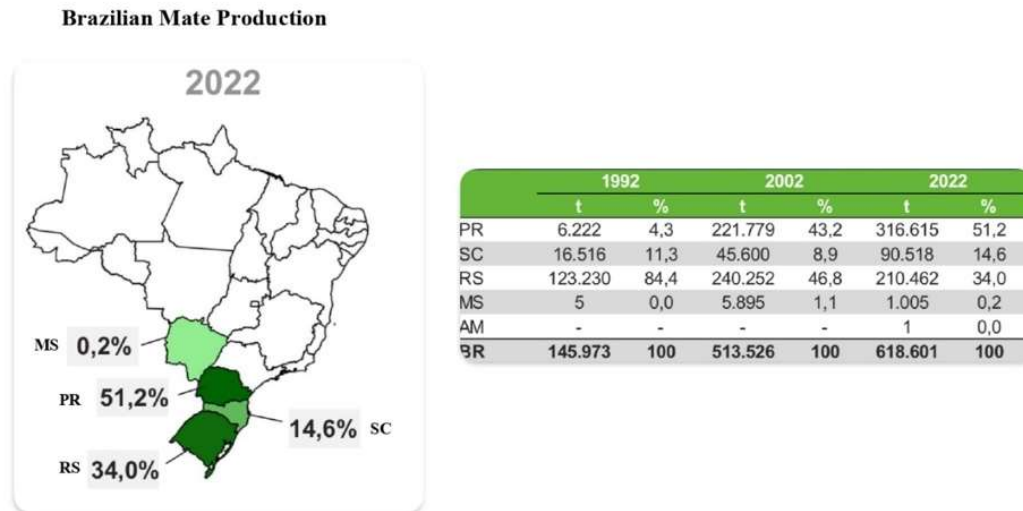 Brazilian Mate Production
2022
MS 0,2%
PR 51,2%
14,6% SC
RS 34,0%
1992 2002 2022
t % t % t %
PR 6.222 4,3 221.779 43,2 316.615 51,2
SC 16.516 11,3 45.600 8,9 90.518 14,6
RS 123.230 84,4 240.252 46,8 210.462 34,0
MS 5 0,0 5.895 1,1 1.005 0,2
AM - - - - 1 0,0
BR 145.973 100 513.526 100 618.601 100